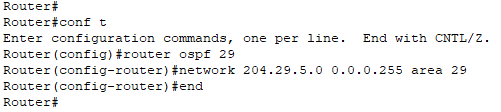 Router#
Router#conf t
Enter configuration commands, one per line.  End with CNTL/Z.
Router(config)#router ospf 29
Router(config-router)#network 204.29.5.0 0.0.0.255 area 29
Router(config-router)#end
Router#